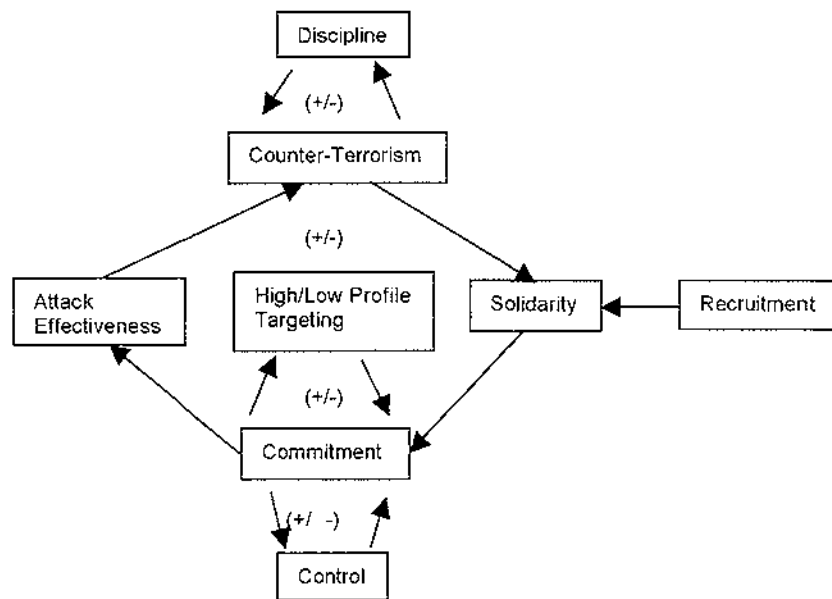 Discipline
(+/-)
Counter-Terrorism
(+/-)
Attack
Effectiveness
High/Low Profile
Targeting
Solidarity
Recruitment
(+/-)
Commitment
(+/ -)
Control